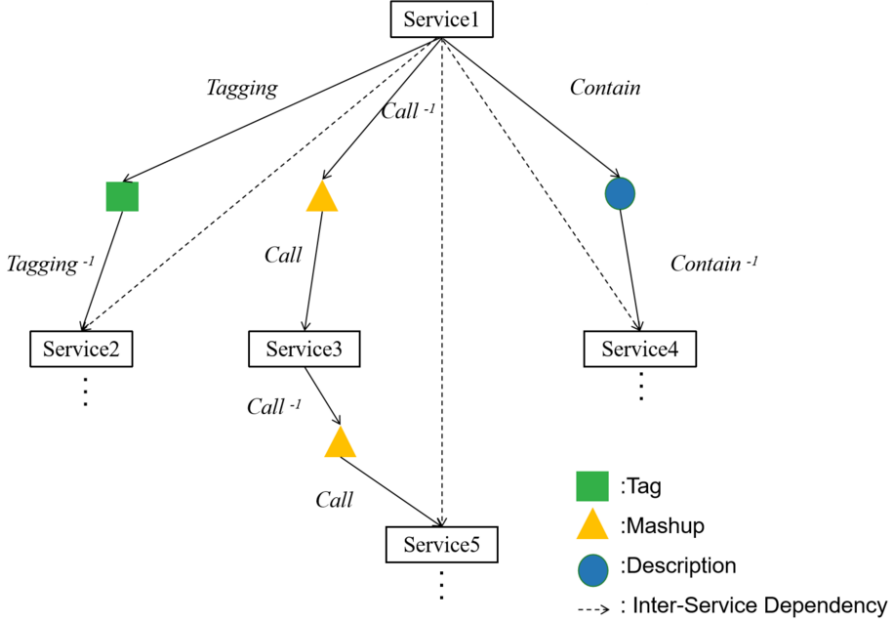 Service1
Tagging
Call -1
Contain
Tagging -1
Call
Contain -1
Service2
Service3
Service4
Call -1
Call
Service5
:Tag
:Mashup
:Description
: Inter-Service Dependency